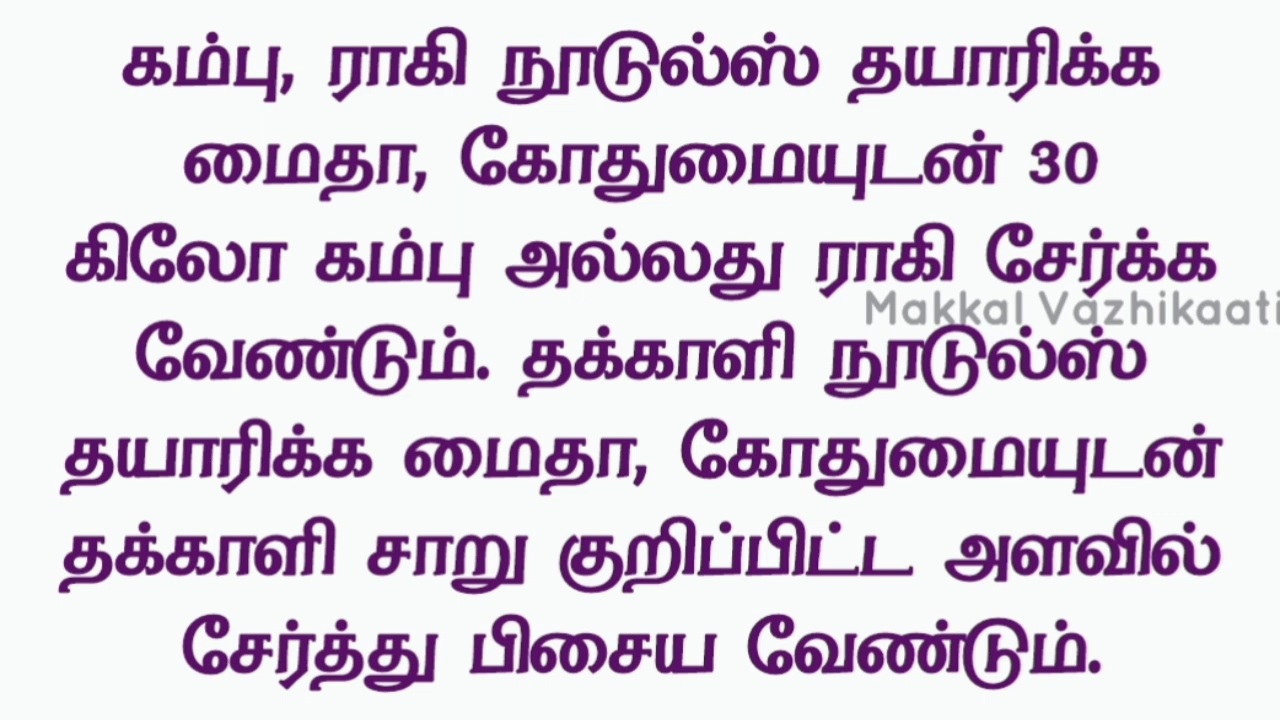 கம்பு, ராகி நூடுல்ஸ் தயாரிக்க
மைதா, கோதுமையுடன் 30
கிலோ கம்பு அல்லது ராகி சேர்க்க
Makkal Vazhikaati
வேண்டும். தக்காளி நூடுல்ஸ்
தயாரிக்க மைதா, கோதுமையுடன்
தக்காளி சாறு குறிப்பிட்ட அளவில்
சேர்த்து பிசைய வேண்டும்.